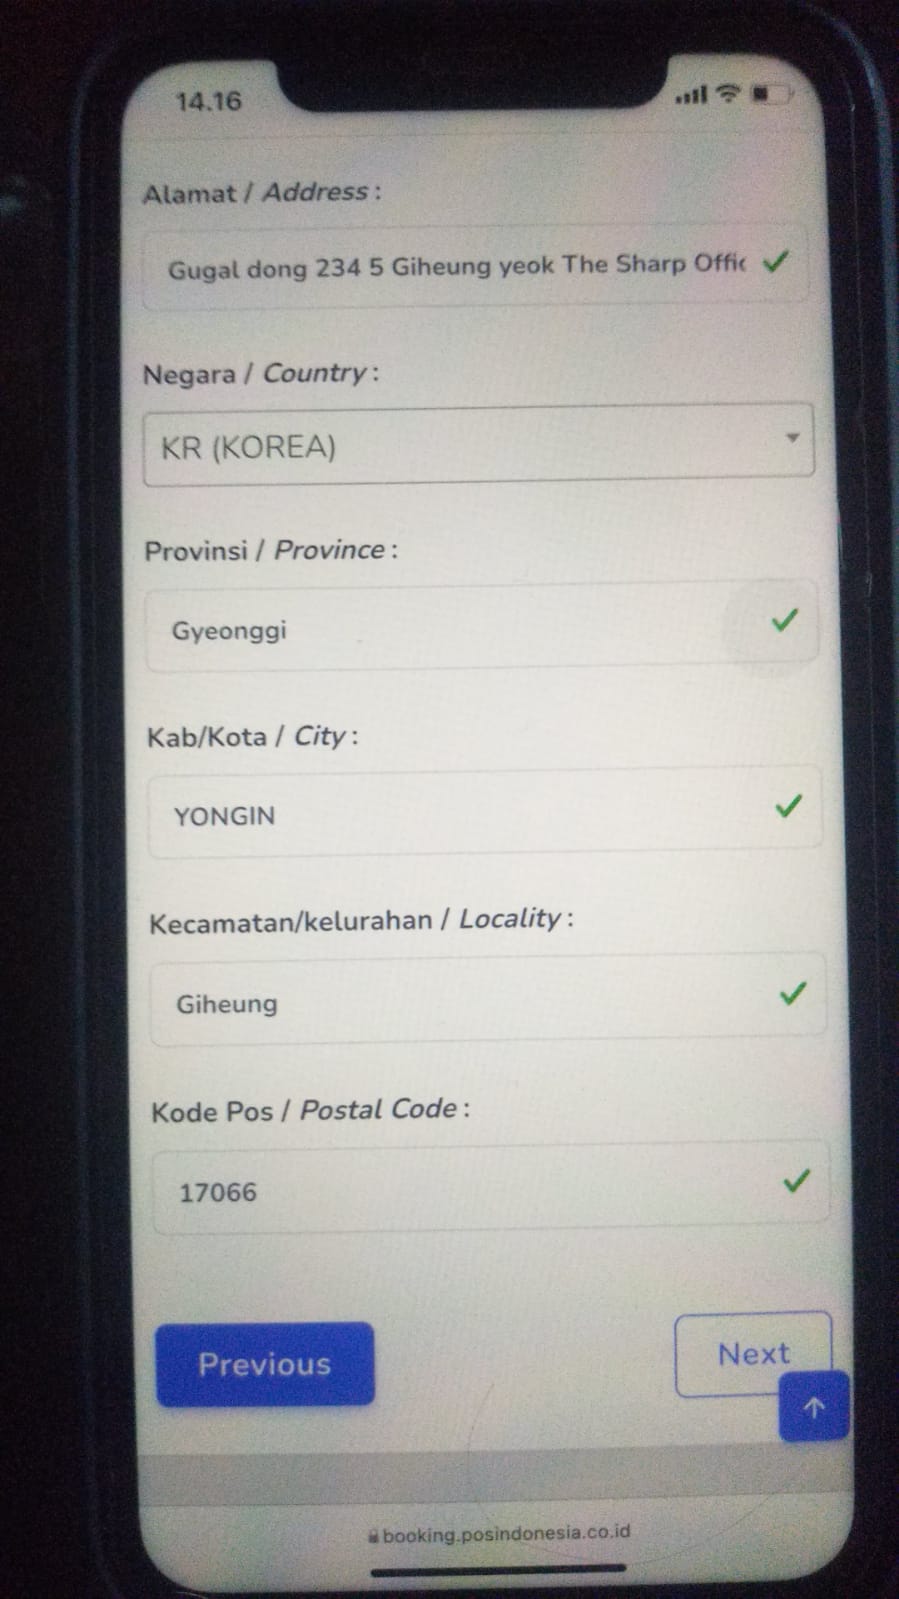 14.16
Alamat / Address :
Gugal dong 234 5 Giheung yeok The Sharp Offic
Negara / Country :
KR (KOREA)
Provinsi / Province :
Gyeonggi
Kab/Kota / City :
YONGIN
Kecamatan/kelurahan / Locality :
Giheung
Kode Pos / Postal Code :
17066
Previous
Next
booking.posindonesia.co.id